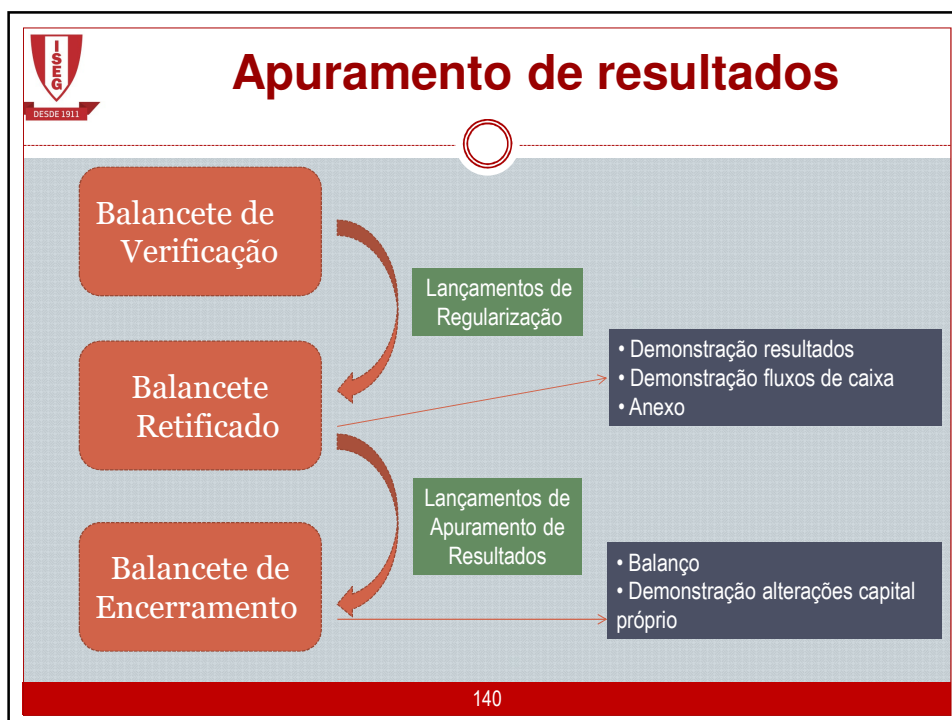 ISEG
DESDE 1911
Apuramento de resultados
Balancete de
Verificação
Lançamentos de
Regularização
Balancete
Retificado
• Demonstração resultados
• Demonstração fluxos de caixa
• Anexo
Lançamentos de
Apuramento de
Resultados
Balancete de
Encerramento
• Balanço
• Demonstração alterações capital
próprio
140